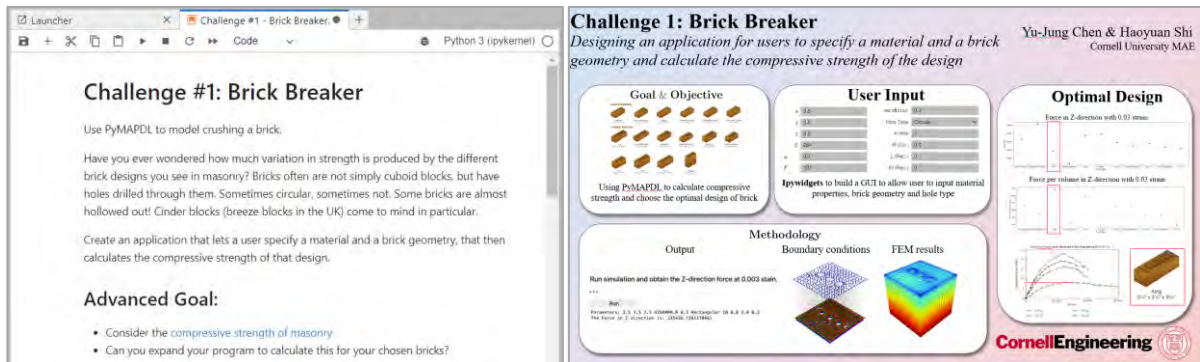 Launcher
Challenge #1 - Brick Breaker.
Code
Python 3 (ipykernel)
Challenge #1: Brick Breaker
Use PyMAPDL to model crushing a brick.
Have you ever wondered how much variation in strength is produced by the different
brick designs you see in masonry? Bricks often are not simply cuboid blocks, but have
holes drilled through them. Sometimes circular, sometimes not. Some bricks are almost
hollowed out! Cinder blocks (breeze blocks in the UK) come to mind in particular.
Create an application that lets a user specify a material and a brick geometry, that then
calculates the compressive strength of that design.
Advanced Goal:
• Consider the compressive strength of masonry
• Can you expand your program to calculate this for your chosen bricks?
Challenge 1: Brick Breaker
Designing an application for users to specify a material and a brick
geometry and calculate the compressive strength of the design
Yu-Jung Chen & Haoyuan Shi
Cornell University MAE
Goal & Objective
Using PyMAPDL to calculate compressive
strength and choose the optimal design of brick
User Input
Ipywidgets to build a GUI to allow user to input material
properties, brick geometry and hole type
Optimal Design
Force in Z-direction with 0.03 strain
Force per volume in Z-direction with 0.03 strain
King
Methodology
Output
Boundary conditions
FEM results
Run simulation and obtain the Z-direction force at 0.003 stain.
...
Run
CornellEngineering